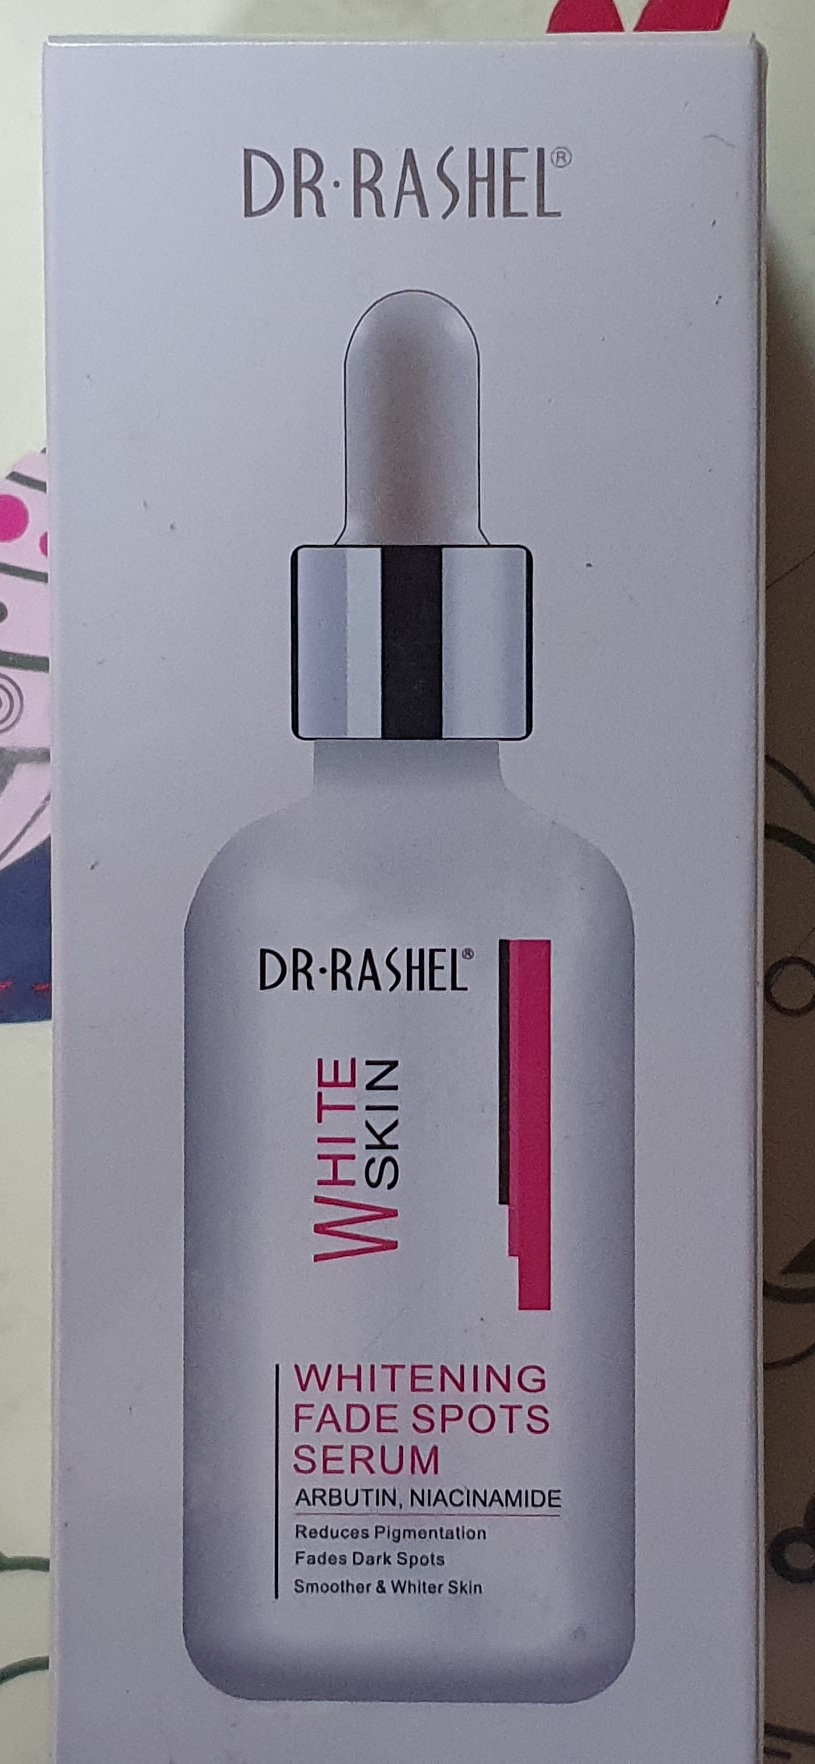 DR·RASHEL®
DR·RASHEL®
WHITE
SKIN
WHITENING
FADE SPOTS
SERUM
ARBUTIN, NIACINAMIDE
Reduces Pigmentation
Fades Dark Spots
Smoother & Whiter Skin